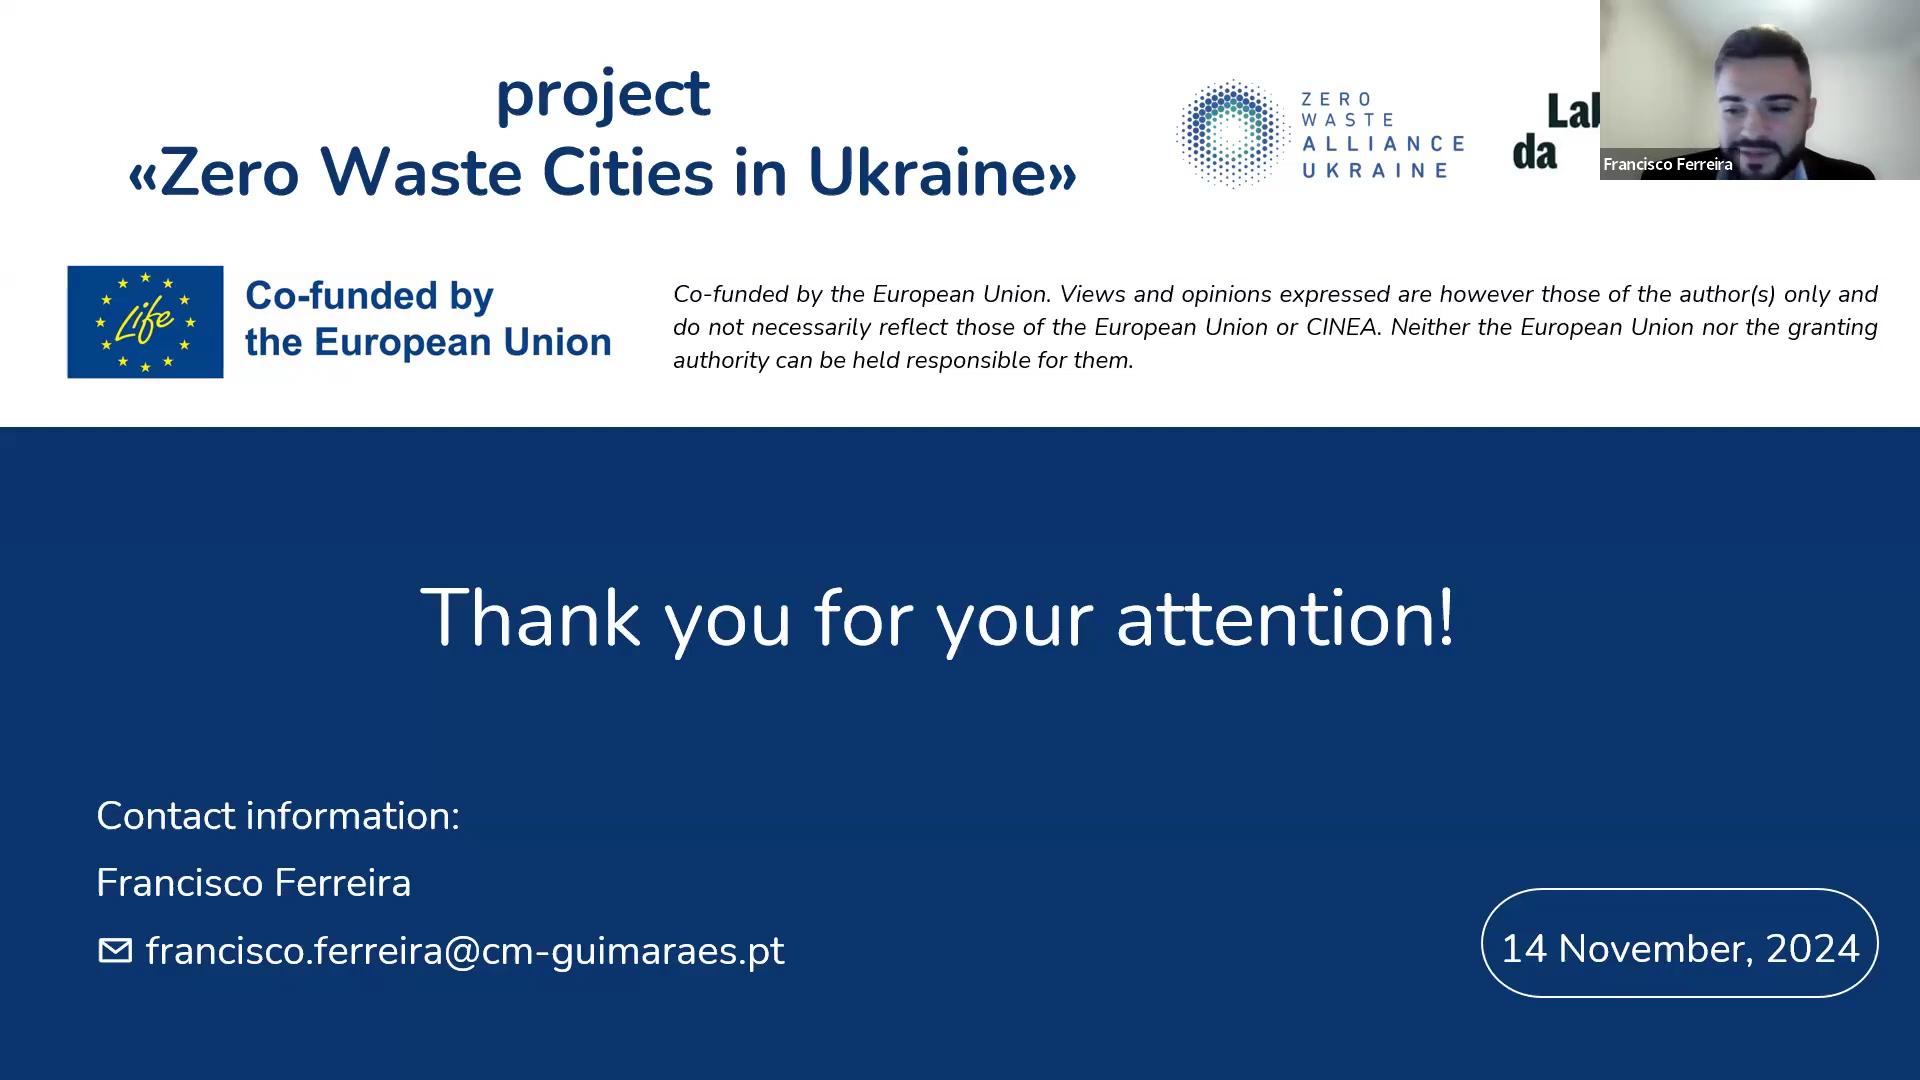 project
«Zero Waste Cities in Ukraine»
ZERO
WASTE
ALLIANCE
UKRAINE
da
Francisco Ferreira
Life
Co-funded by
the European Union
Co-funded by the European Union. Views and opinions expressed are however those of the author(s) only and
do not necessarily reflect those of the European Union or CINEA. Neither the European Union nor the granting
authority can be held responsible for them.
Thank you for your attention!
Contact information:
Francisco Ferreira
francisco.ferreira@cm-guimaraes.pt
14 November, 2024